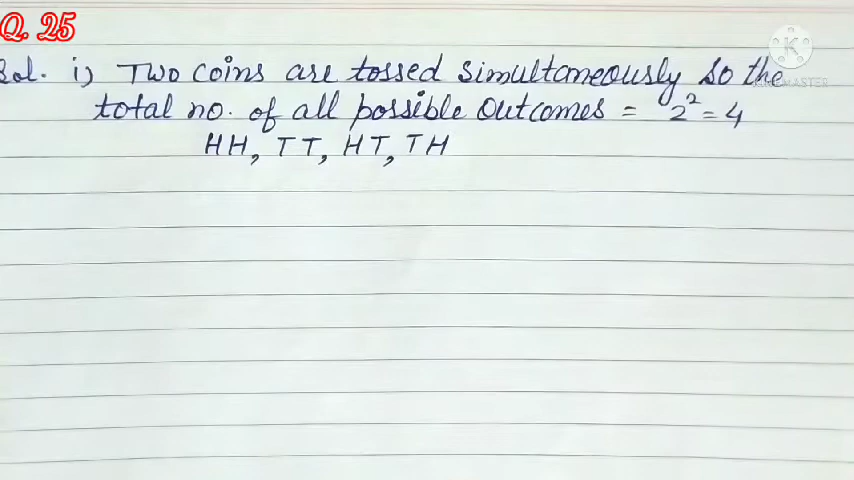 Q. 25
Sol. i) Two coins are tossed simultaneously so the
total no. of all possible outcomes = 2² = 4
HH, TT, HT, TH
K
KINEMASTER